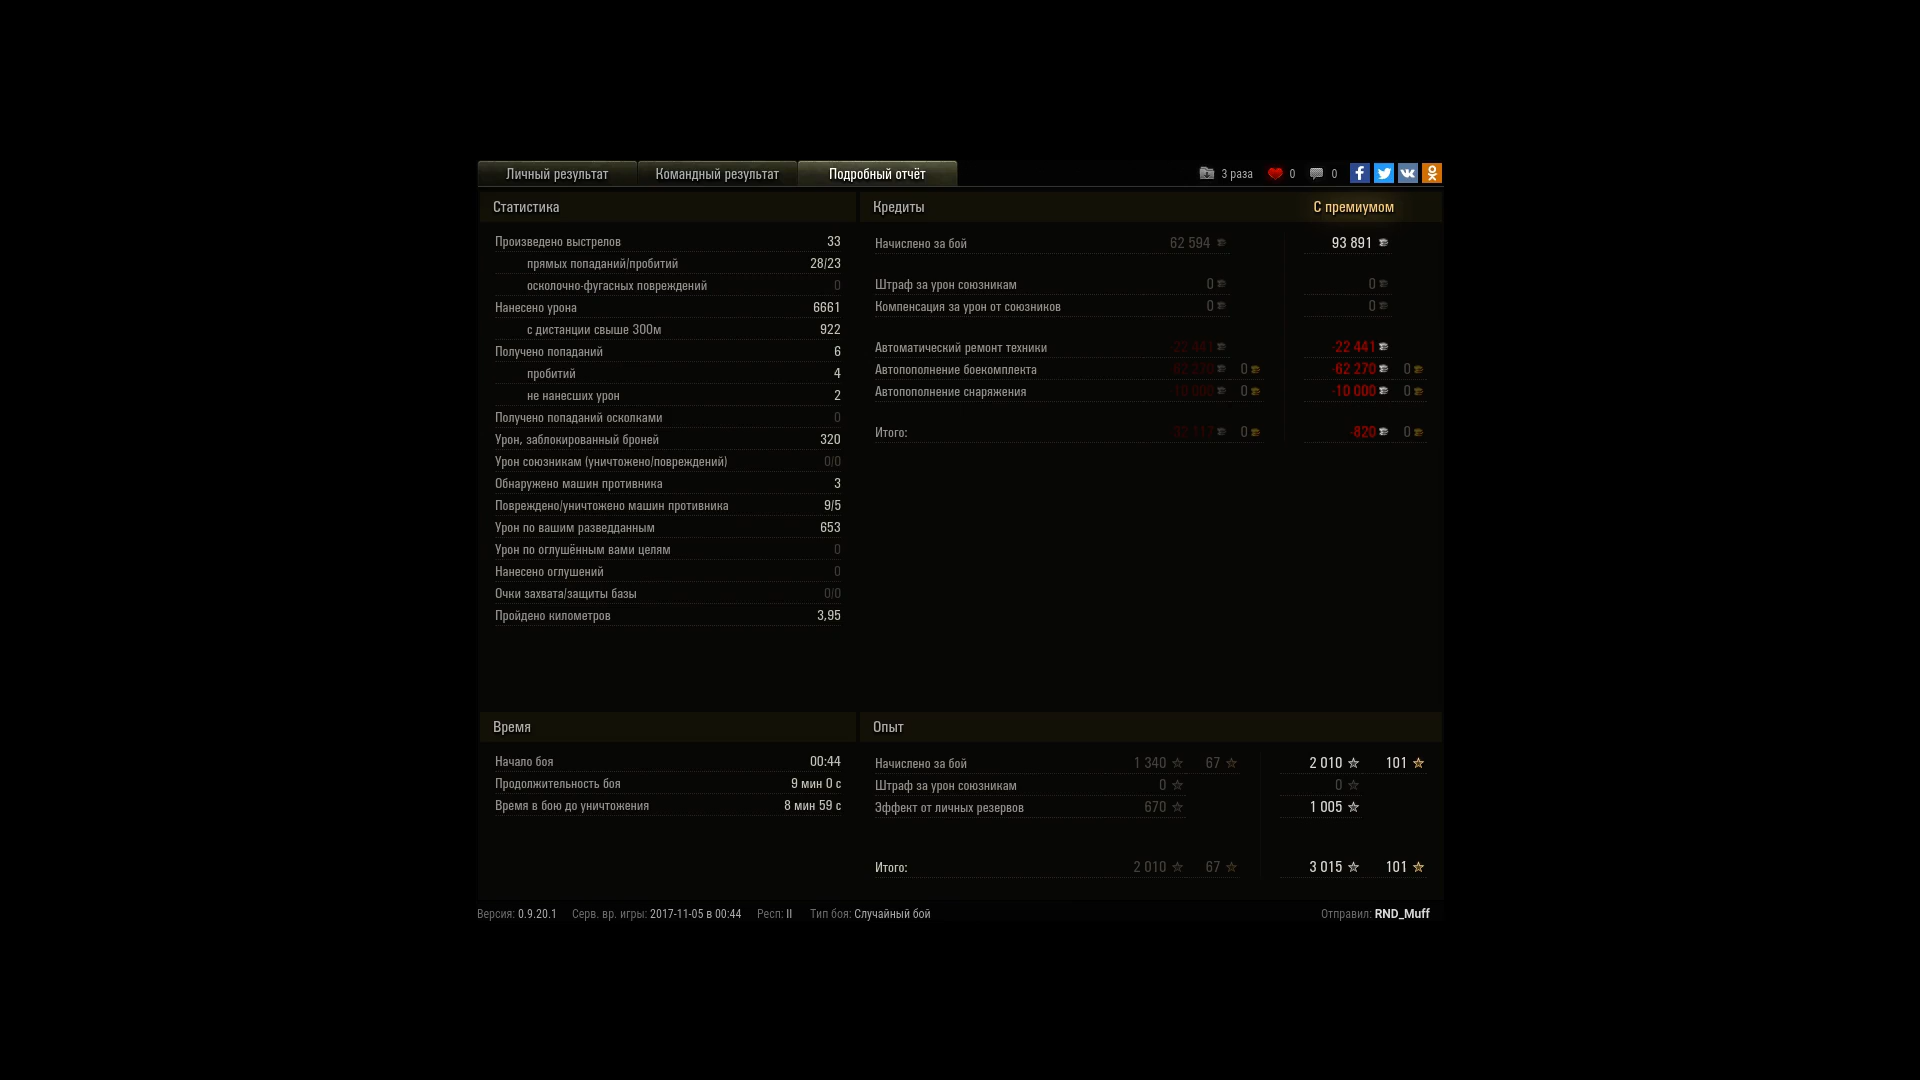 Личный результат Командный результат Подробный отчёт 3 раза 0 0
Статистика
Произведено выстрелов 33
прямых попаданий/пробитий 28/23
осколочно-фугасных повреждений 0
Нанесено урона 6661
с дистанции свыше 300м 922
Получено попаданий 6
пробитий 4
не нанесших урон 2
Получено попаданий осколками 0
Урон, заблокированный броней 320
Урон союзникам (уничтожено/повреждений) 0/0
Обнаружено машин противника 3
Повреждено/уничтожено машин противника 9/5
Урон по вашим разведданным 653
Урон по оглушённым вами целям 0
Нанесено оглушений 0
Очки захвата/защиты базы 0/0
Пройдено километров 3,95
Кредиты С премиумом
Начислено за бой 62 594 93 891
Штраф за урон союзникам 0 0
Компенсация за урон от союзников 0 0
Автоматический ремонт техники -22 441 -22 441
Автопополнение боекомплекта -62 270 0 -62 270 0
Автопополнение снаряжения -10 000 0 -10 000 0
Итого: -32 117 0 -820 0
Время
Начало боя 00:44
Продолжительность боя 9 мин 0 с
Время в бою до уничтожения 8 мин 59 с
Опыт
Начислено за бой 1 340 67 2 010 101
Штраф за урон союзникам 0 0
Эффект от личных резервов 670 1 005
Итого: 2 010 67 3 015 101
Версия: 0.9.20.1 Серв. вр. игры: 2017-11-05 в 00:44 Респ: II Тип боя: Случайный бой Отправил: RND_Muff